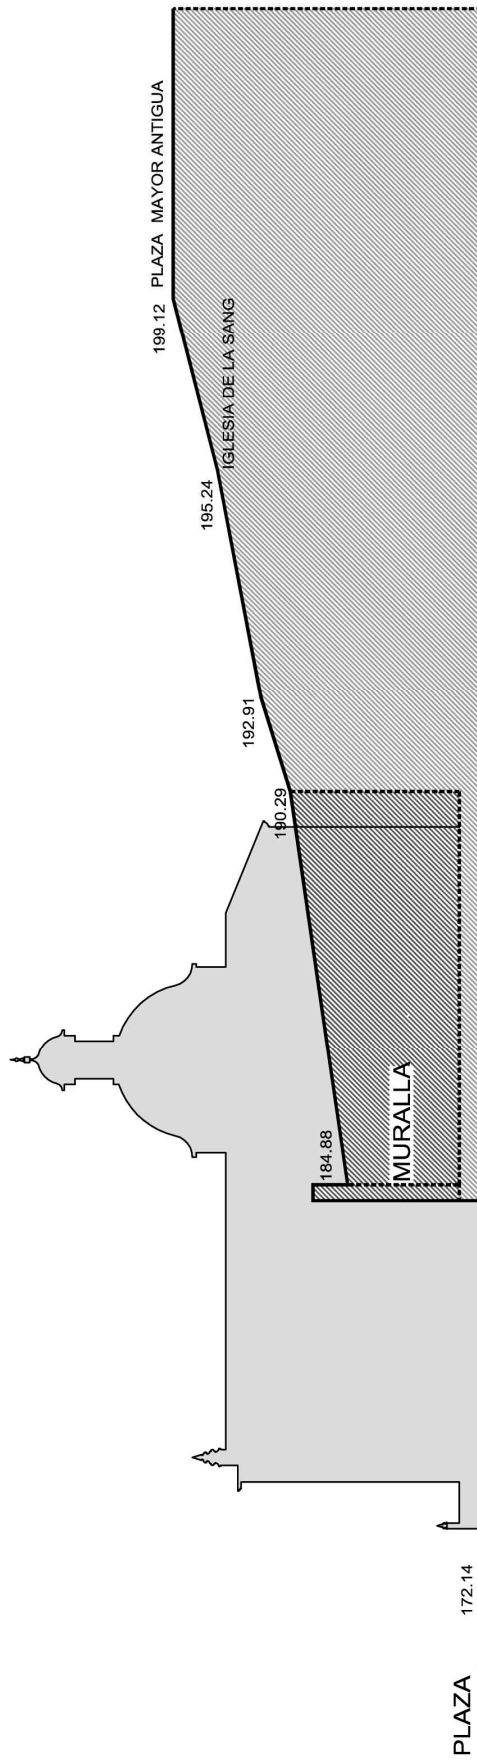 PLAZA
172.14
184.88
MURALLA
190.29
192.91
195.24
IGLESIA DE LA SANG
199.12
PLAZA MAYOR ANTIGUA